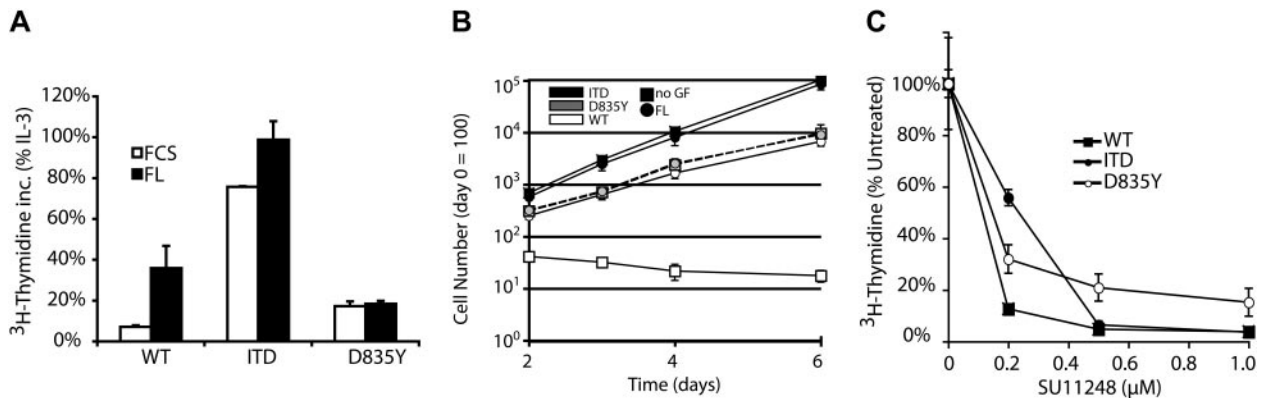 A
³H-Thymidine inc. (% IL-3)
120%
100%
80%
60%
40%
20%
0%
FCS
FL
WT ITD D835Y
B
Cell Number (day 0 = 100)
10⁵
10⁴
10³
10²
10¹
10⁰
ITD
D835Y
WT
no GF
FL
2 4 6
Time (days)
C
³H-Thymidine (% Untreated)
100%
80%
60%
40%
20%
0%
WT
ITD
D835Y
0 0.2 0.4 0.6 0.8 1.0
SU11248 (μM)